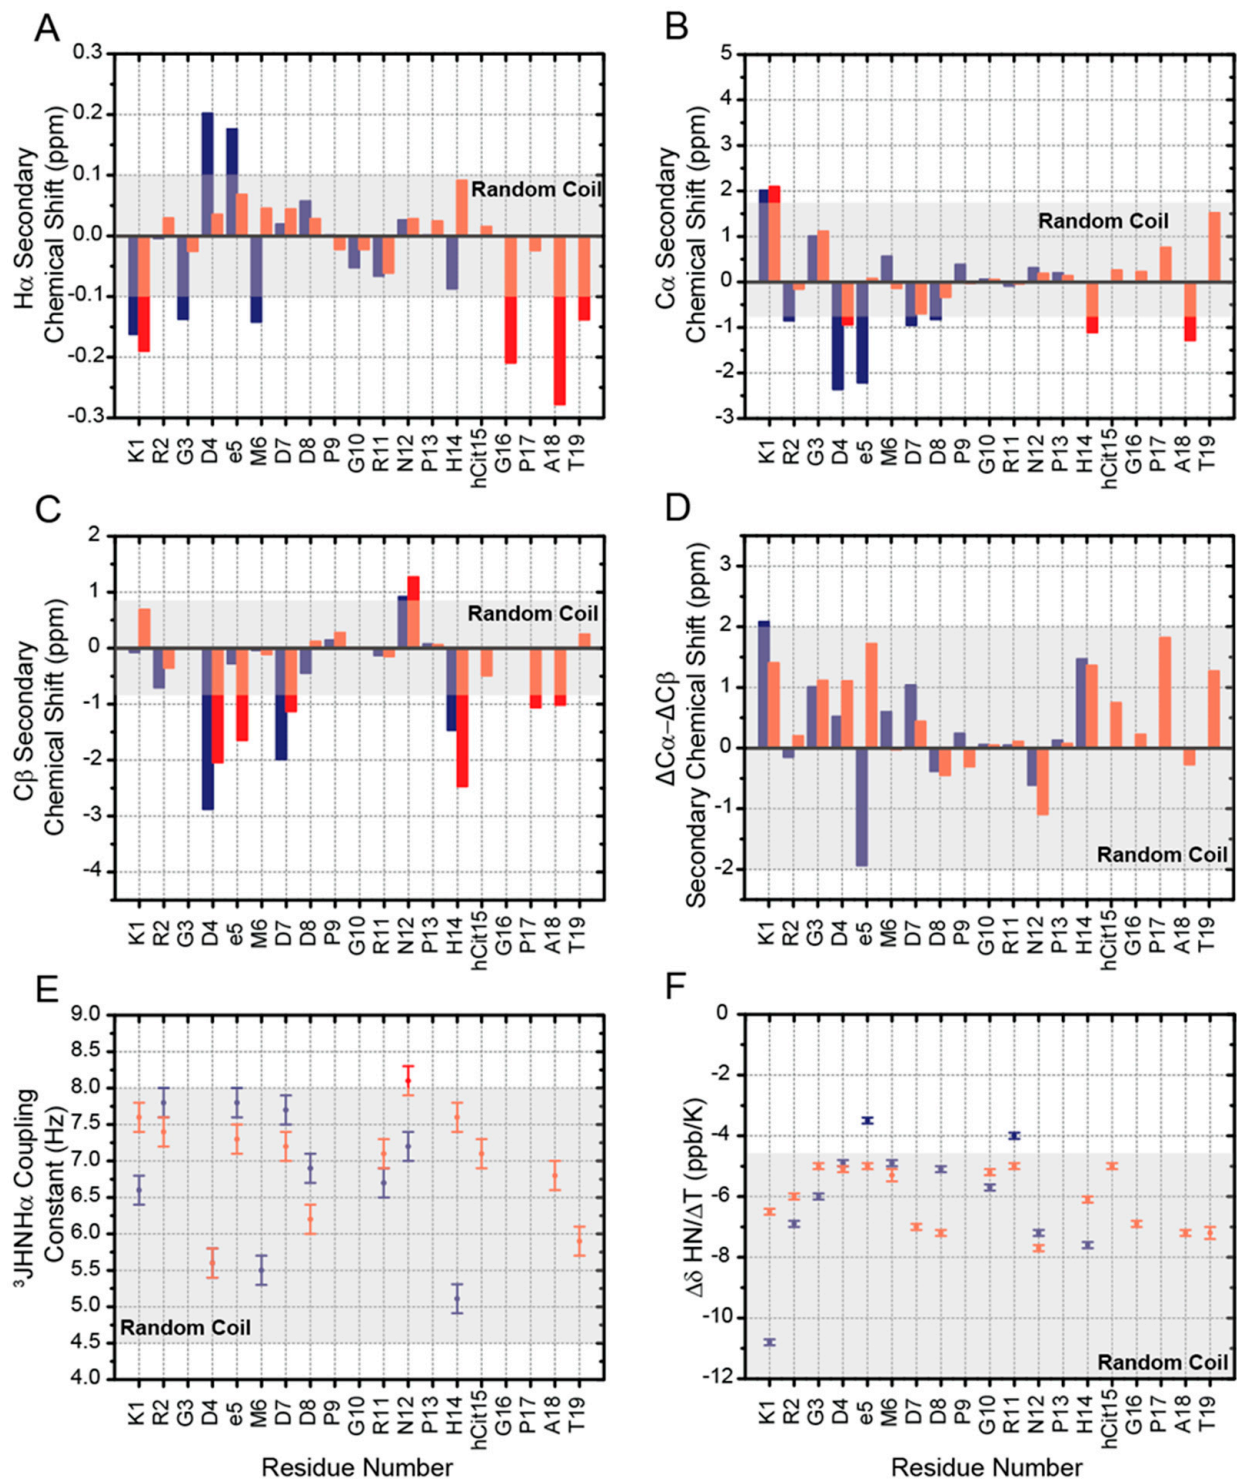 A
Hα Secondary
Chemical Shift (ppm)
0.3
0.2
0.1
0.0
-0.1
-0.2
-0.3
Random Coil
K1 R2 G3 D4 e5 M6 D7 D8 P9 G10 R11 N12 P13 H14 hCit15 G16 P17 A18 T19
B
Cα Secondary
Chemical Shift (ppm)
5
4
3
2
1
0
-1
-2
-3
Random Coil
K1 R2 G3 D4 e5 M6 D7 D8 P9 G10 R11 N12 P13 H14 hCit15 G16 P17 A18 T19
C
Cβ Secondary
Chemical Shift (ppm)
2
1
0
-1
-2
-3
-4
Random Coil
K1 R2 G3 D4 e5 M6 D7 D8 P9 G10 R11 N12 P13 H14 hCit15 G16 P17 A18 T19
D
ΔCα–ΔCβ
Secondary Chemical Shift (ppm)
3
2
1
0
-1
-2
Random Coil
K1 R2 G3 D4 e5 M6 D7 D8 P9 G10 R11 N12 P13 H14 hCit15 G16 P17 A18 T19
E
³JHNHα Coupling
Constant (Hz)
9.0
8.5
8.0
7.5
7.0
6.5
6.0
5.5
5.0
4.5
4.0
Random Coil
K1 R2 G3 D4 e5 M6 D7 D8 P9 G10 R11 N12 P13 H14 hCit15 G16 P17 A18 T19
Residue Number
F
Δδ HN/ΔT (ppb/K)
0
-2
-4
-6
-8
-10
-12
Random Coil
K1 R2 G3 D4 e5 M6 D7 D8 P9 G10 R11 N12 P13 H14 hCit15 G16 P17 A18 T19
Residue Number